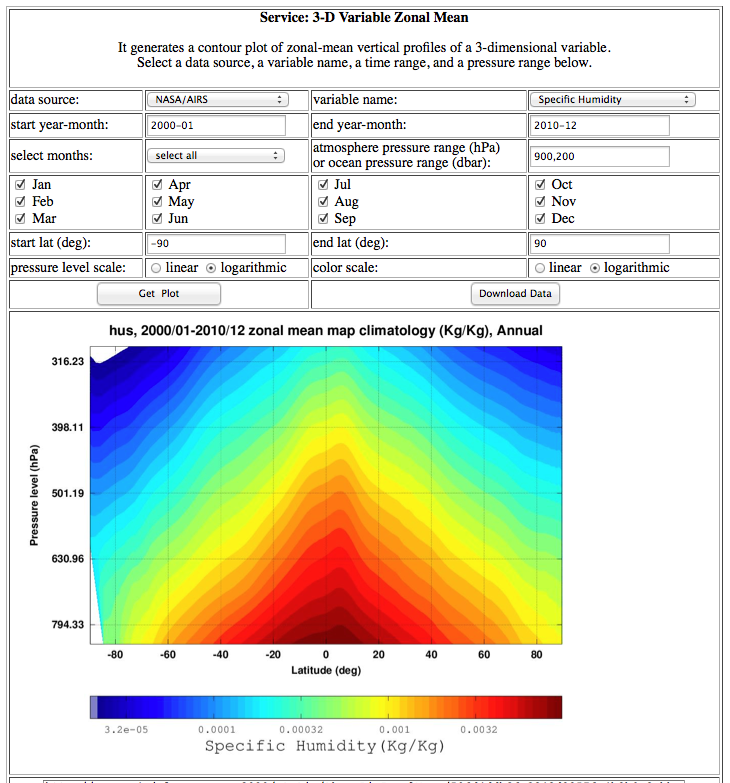 Service: 3-D Variable Zonal Mean
It generates a contour plot of zonal-mean vertical profiles of a 3-dimensional variable.
Select a data source, a variable name, a time range, and a pressure range below.
data source: NASA/AIRS variable name: Specific Humidity
start year-month: 2000-01 end year-month: 2010-12
select months: select all atmosphere pressure range (hPa)
or ocean pressure range (dbar): 900,200
Jan Apr Jul Oct
Feb May Aug Nov
Mar Jun Sep Dec
start lat (deg): -90 end lat (deg): 90
pressure level scale: linear logarithmic color scale: linear logarithmic
Get Plot Download Data
hus, 2000/01-2010/12 zonal mean map climatology (Kg/Kg), Annual
316.23
398.11
501.19
630.96
794.33
Pressure level (hPa)
-80 -60 -40 -20 0 20 40 60 80
Latitude (deg)
3.2e-05 0.0001 0.00032 0.001 0.0032
Specific Humidity(Kg/Kg)